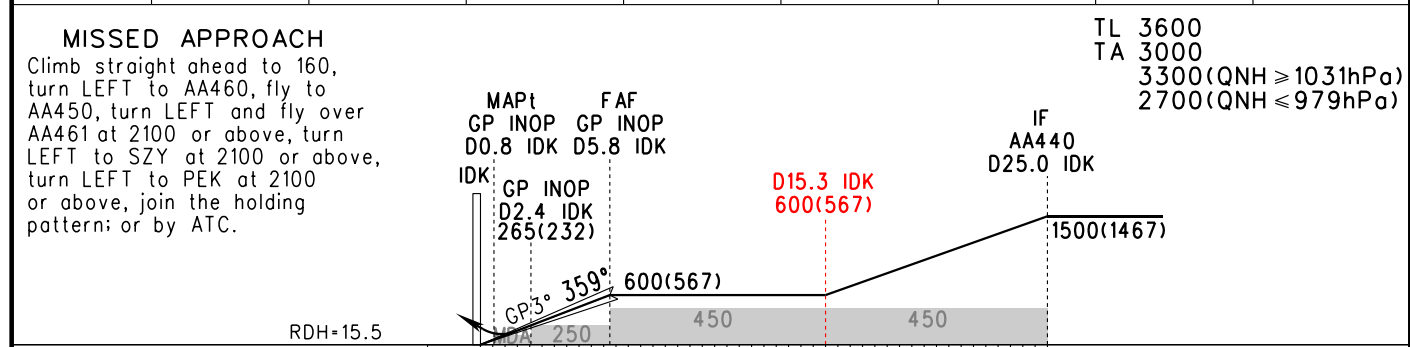 MISSED APPROACH
Climb straight ahead to 160,
turn LEFT to AA460, fly to
AA450, turn LEFT and fly over
AA461 at 2100 or above, turn
LEFT to SZY at 2100 or above,
turn LEFT to PEK at 2100
or above, join the holding
pattern; or by ATC.
TL 3600
TA 3000
3300(QNH ⩾ 1031hPa)
2700(QNH ⩽ 979hPa)
MAPt
GP INOP
D0.8 IDK
FAF
GP INOP
D5.8 IDK
IF
AA440
D25.0 IDK
IDK
GP INOP
D2.4 IDK
265(232)
D15.3 IDK
600(567)
1500(1467)
GP3° 359°
600(567)
RDH=15.5
MDA
250
450
450